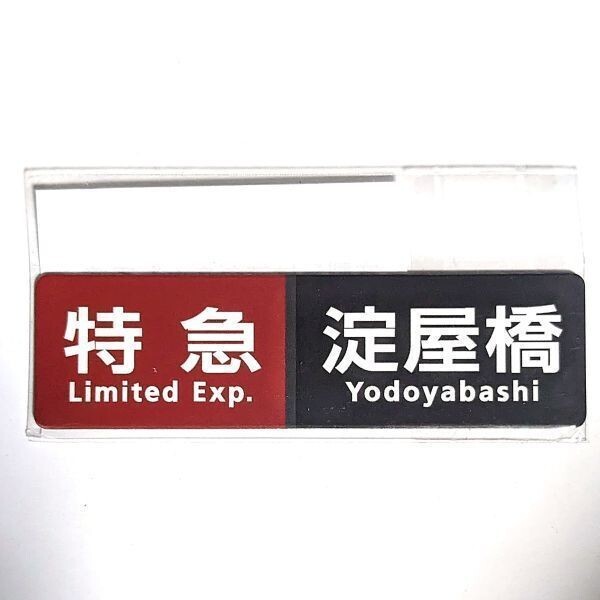 特急 淀屋橋
Limited Exp. Yodoyabashi